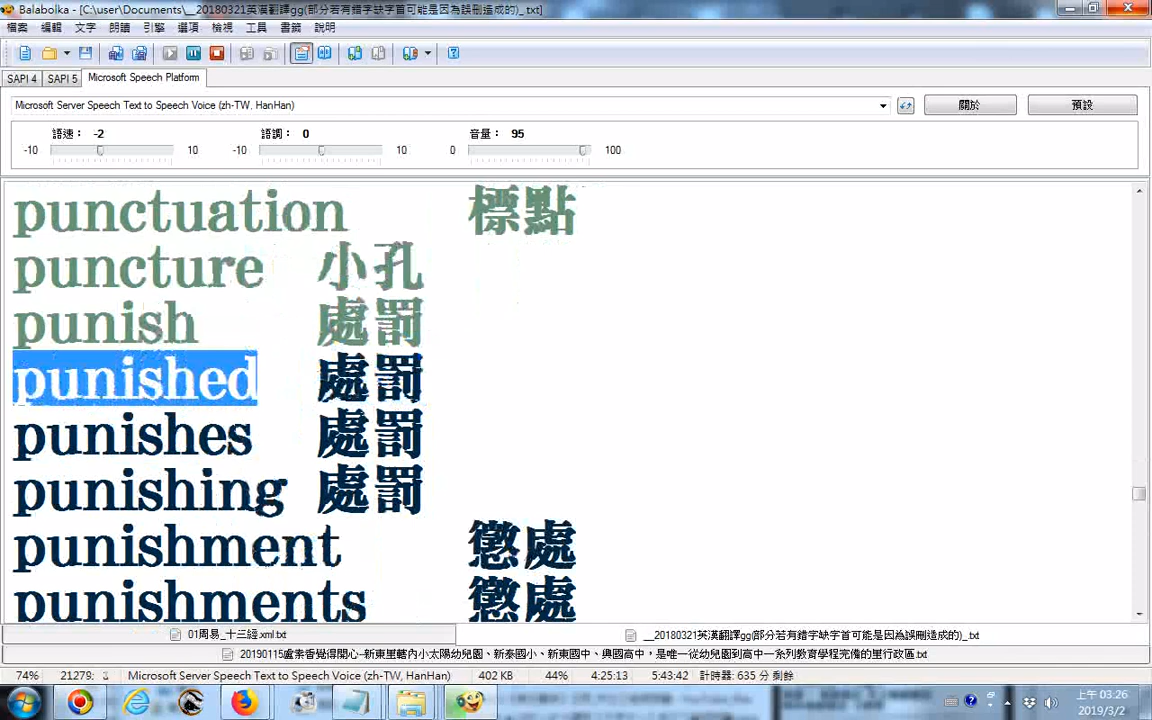 Balabolka - [C:\user\Documents\__20180321英漢翻譯gg(部分若有錯字缺字首可能是因為誤刪造成的)_.txt]
檔案 編輯 文字 朗讀 引擎 選項 檢視 工具 書籤 說明
SAPI 4 SAPI 5 Microsoft Speech Platform
Microsoft Server Speech Text to Speech Voice (zh-TW, HanHan) 關於 預設
語速: -2 語調: 0 音量: 95
-10 10 -10 10 0 100
punctuation 標點
puncture 小孔
punish 處罰
punished 處罰
punishes 處罰
punishing 處罰
punishment 懲處
punishments 懲處
01周易_十三經.xml.txt __20180321英漢翻譯gg(部分若有錯字缺字首可能是因為誤刪造成的)_.txt
20190115盧素香覺得開心-新東里轄內小太陽幼兒園、新泰國小、新東國中、興國高中，是唯一從幼兒園到高中一系列教育學程完備的里行政區.txt
74% 21279: Microsoft Server Speech Text to Speech Voice (zh-TW, HanHan) 402 KB 44% 4:25:13 5:43:42 計時器: 635 分 剩餘
上午 03:26
2019/3/2